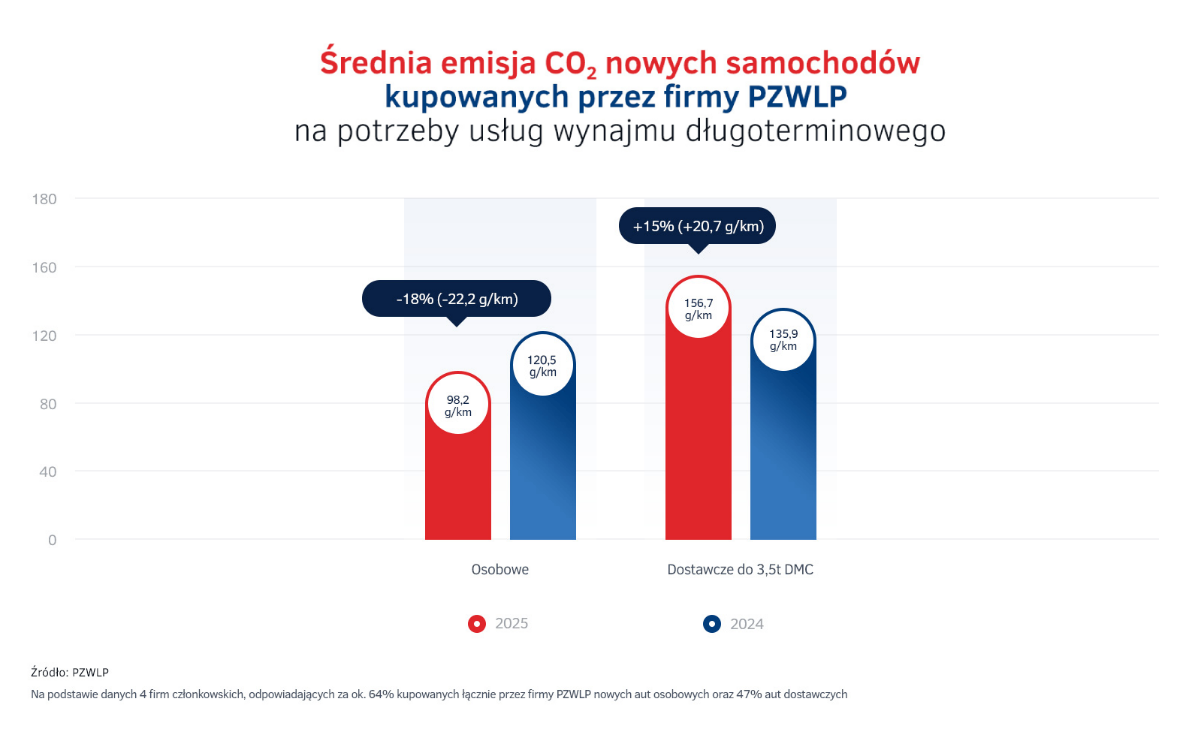 Średnia emisja CO₂ nowych samochodów
kupowanych przez firmy PZWLP
na potrzeby usług wynajmu długoterminowego
180
160
120
80
40
0
-18% (-22,2 g/km)
+15% (+20,7 g/km)
98,2
g/km
120,5
g/km
156,7
g/km
135,9
g/km
Osobowe
Dostawcze do 3,5t DMC
2025
2024
Źródło: PZWLP
Na podstawie danych 4 firm członkowskich, odpowiadających za ok. 64% kupowanych łącznie przez firmy PZWLP nowych aut osobowych oraz 47% aut dostawczych